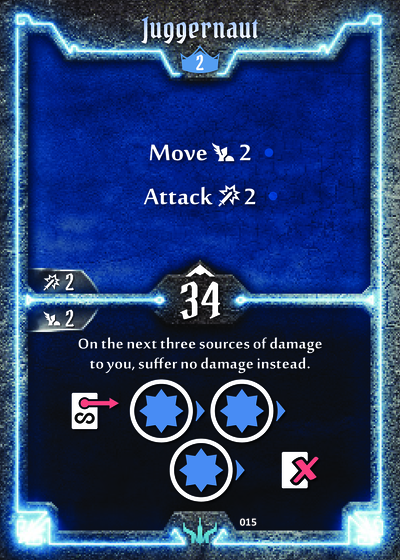 Juggernaut
2
Move 2
Attack 2
2
34
2
On the next three sources of damage
to you, suffer no damage instead.
S
015